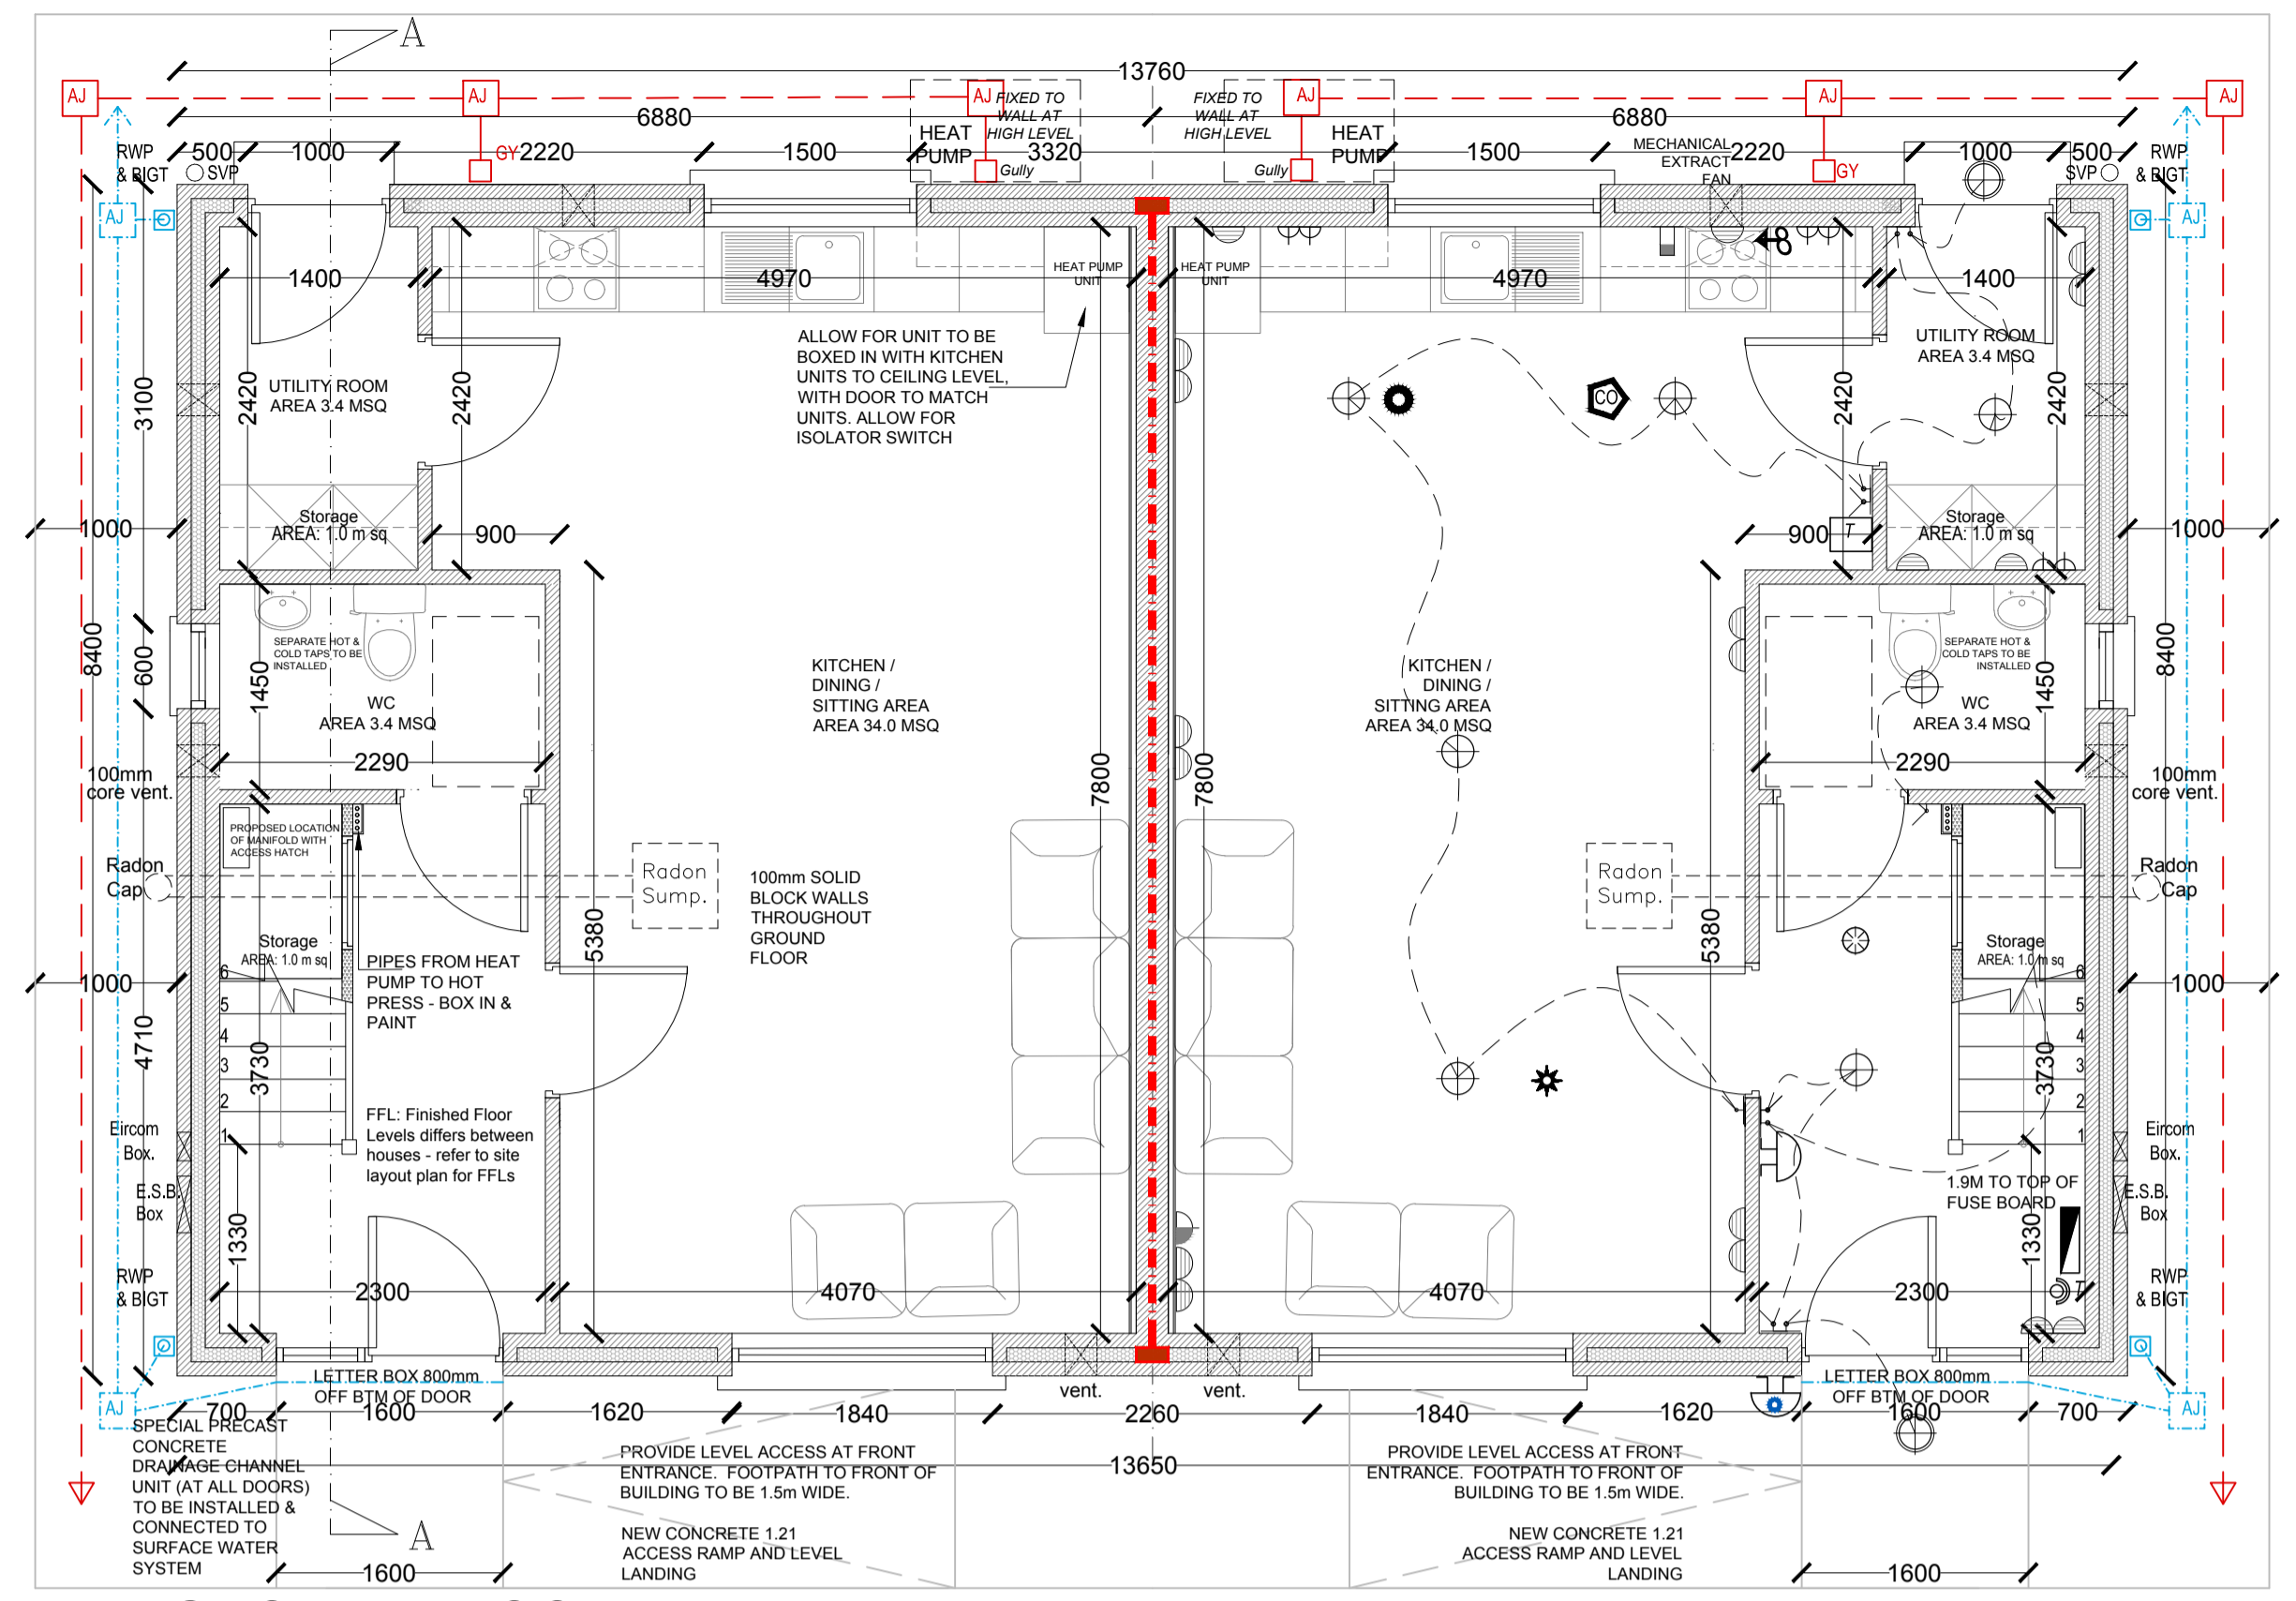 A
13760
AJ
AJ
AJ
AJ
AJ
AJ
6880
6880
FIXED TO
WALL AT
HIGH LEVEL
FIXED TO
WALL AT
HIGH LEVEL
HEAT
PUMP
HEAT
PUMP
RWP
& BIGT
500
1000
GY
2220
1500
3320
1500
MECHANICAL
EXTRACT
FAN
2220
1000
500
RWP
& BIGT
SVP
Gully
Gully
GY
SVP
AJ
AJ
1400
4970
HEAT PUMP
UNIT
HEAT PUMP
UNIT
4970
1400
ALLOW FOR UNIT TO BE
BOXED IN WITH KITCHEN
UNITS TO CEILING LEVEL,
WITH DOOR TO MATCH
UNITS. ALLOW FOR
ISOLATOR SWITCH
UTILITY ROOM
AREA 3.4 MSQ
UTILITY ROOM
AREA 3.4 MSQ
3100
2420
2420
CO
2420
2420
Storage
AREA: 1.0 m sq
Storage
AREA: 1.0 m sq
1000
900
900
T
1000
8400
600
1450
SEPARATE HOT &
COLD TAPS TO BE
INSTALLED
WC
AREA 3.4 MSQ
2290
KITCHEN /
DINING /
SITTING AREA
AREA 34.0 MSQ
KITCHEN /
DINING /
SITTING AREA
AREA 34.0 MSQ
SEPARATE HOT &
COLD TAPS TO BE
INSTALLED
WC
AREA 3.4 MSQ
2290
1450
8400
7800
7800
100mm
core vent.
100mm
core vent.
PROPOSED LOCATION
OF MANIFOLD WITH
ACCESS HATCH
Radon
Cap
Radon
Sump.
100mm SOLID
BLOCK WALLS
THROUGHOUT
GROUND
FLOOR
Radon
Sump.
Radon
Cap
5380
5380
Storage
AREA: 1.0 m sq
Storage
AREA: 1.0 m sq
PIPES FROM HEAT
PUMP TO HOT
PRESS - BOX IN &
PAINT
1000
1000
6
5
4
3
2
1
6
5
4
3
2
1
4710
3730
3730
FFL: Finished Floor
Levels differs between
houses - refer to site
layout plan for FFLs
Eircom
Box.
E.S.B.
Box
Eircom
Box.
E.S.B.
Box
1.9M TO TOP OF
FUSE BOARD
1330
1330
RWP
& BIGT
RWP
& BIGT
2300
4070
4070
2300
T
LETTER BOX 800mm
OFF BTM OF DOOR
vent.
vent.
LETTER BOX 800mm
OFF BTM OF DOOR
AJ
AJ
700
1600
1620
1840
2260
1840
1620
1600
700
SPECIAL PRECAST
CONCRETE
DRAINAGE CHANNEL
UNIT (AT ALL DOORS)
TO BE INSTALLED &
CONNECTED TO
SURFACE WATER
SYSTEM
PROVIDE LEVEL ACCESS AT FRONT
ENTRANCE. FOOTPATH TO FRONT OF
BUILDING TO BE 1.5m WIDE.
13650
PROVIDE LEVEL ACCESS AT FRONT
ENTRANCE. FOOTPATH TO FRONT OF
BUILDING TO BE 1.5m WIDE.
A
NEW CONCRETE 1.21
ACCESS RAMP AND LEVEL
LANDING
NEW CONCRETE 1.21
ACCESS RAMP AND LEVEL
LANDING
1600
1600